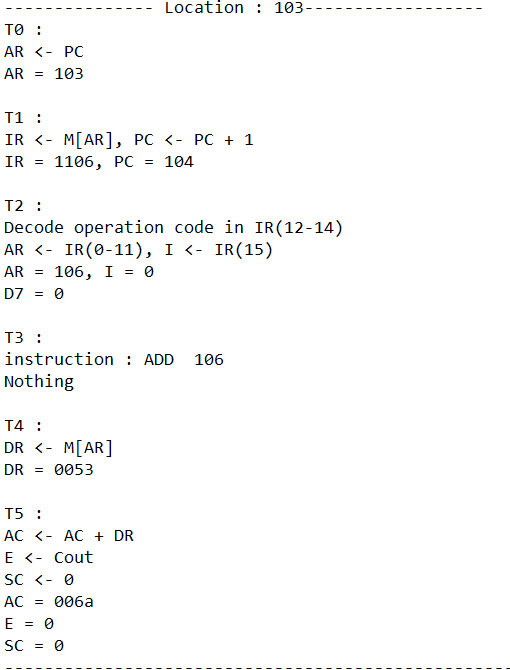 --------------- Location : 103------------------
T0 :
AR <- PC
AR = 103
T1 :
IR <- M[AR], PC <- PC + 1
IR = 1106, PC = 104
T2 :
Decode operation code in IR(12-14)
AR <- IR(0-11), I <- IR(15)
AR = 106, I = 0
D7 = 0
T3 :
instruction : ADD  106
Nothing
T4 :
DR <- M[AR]
DR = 0053
T5 :
AC <- AC + DR
E <- Cout
SC <- 0
AC = 006a
E = 0
SC = 0
---------------------------------------------------